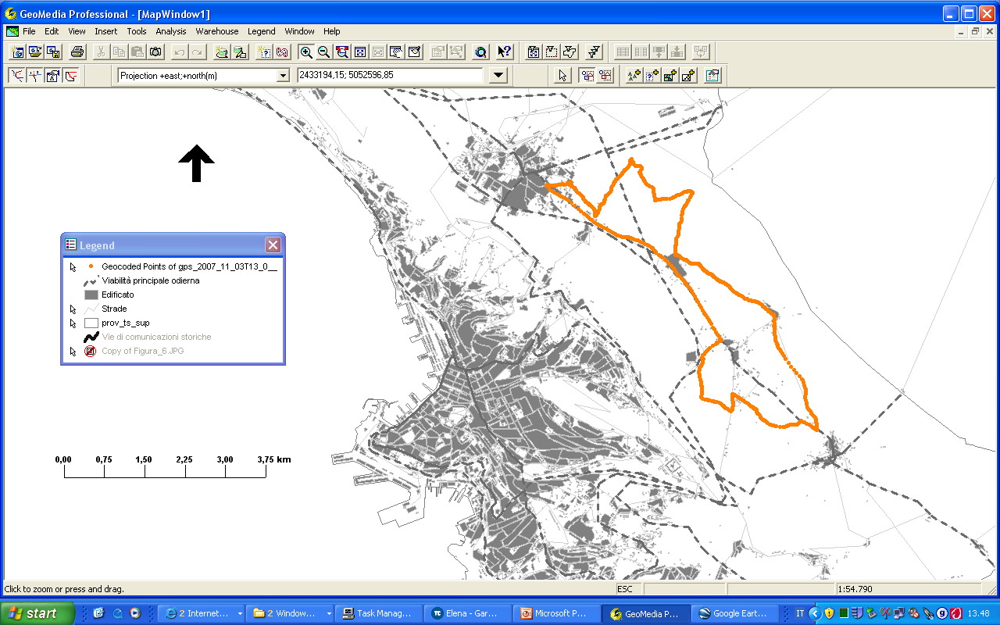 GeoMedia Professional - [MapWindow1]
File Edit View Insert Tools Analysis Warehouse Legend Window Help
Projection +east;+north(m) 2433194,15; 5052596,85
Legend
Geocoded Points of gps_2007_11_03T13_0__
Viabilità principale odierna
Edificato
Strade
prov_ts_sup
Vie di comunicazioni storiche
Copy of Figura_6.JPG
0,00 0,75 1,50 2,25 3,00 3,75 km
Click to zoom or press and drag. ESC 1:54.790
start 2 Internet... 2 Window... Task Manag... TC Elena - Gar... Microsoft P... GeoMedia P... Google Eart... IT 13.48